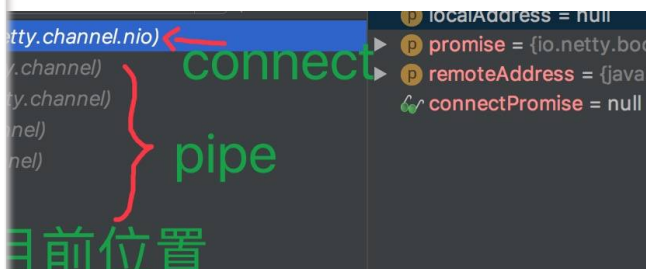 localAddress = null
etty.channel.nio)
connect
promise = {io.netty.boo
y.channel)
remoteAddress = {java
ty.channel)
connectPromise = null
nel)
pipe
nel)
目前位置